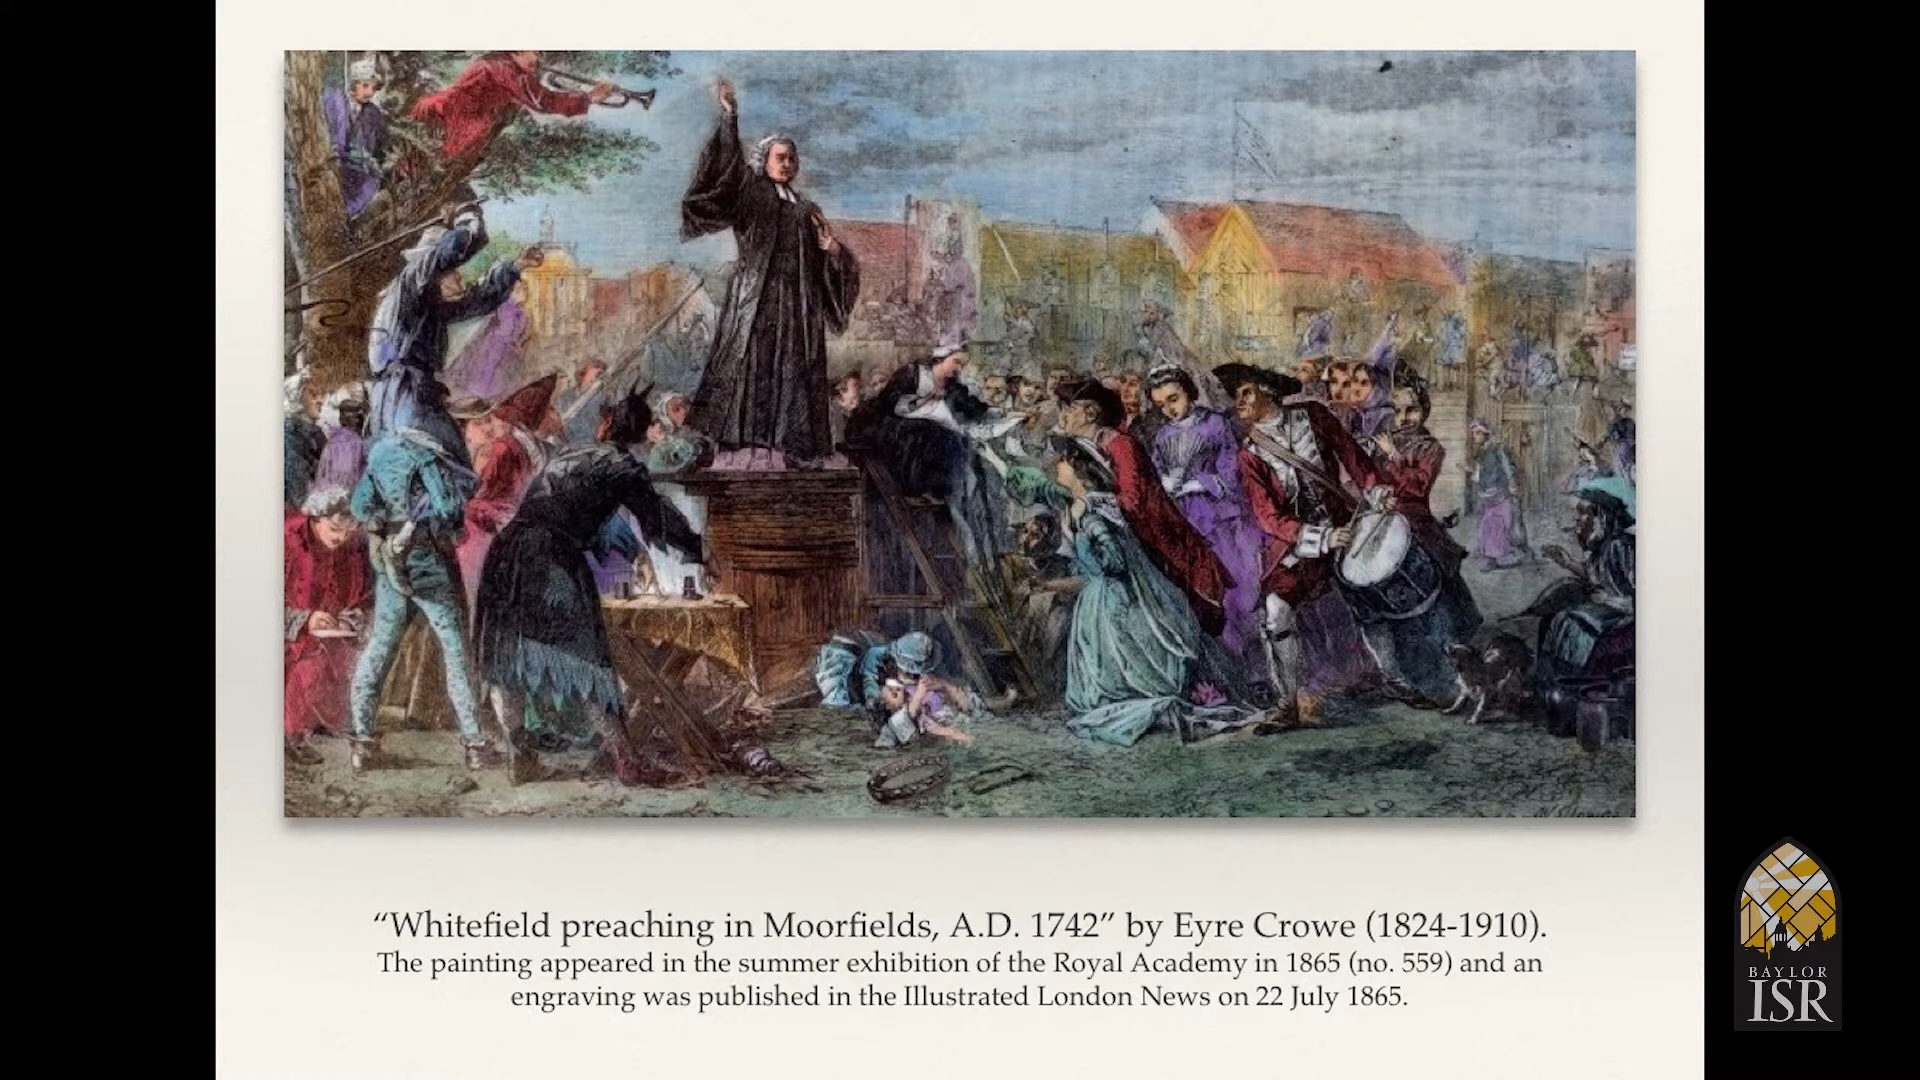 “Whitefield preaching in Moorfields, A.D. 1742” by Eyre Crowe (1824-1910).
The painting appeared in the summer exhibition of the Royal Academy in 1865 (no. 559) and an
engraving was published in the Illustrated London News on 22 July 1865.
BAYLOR
ISR